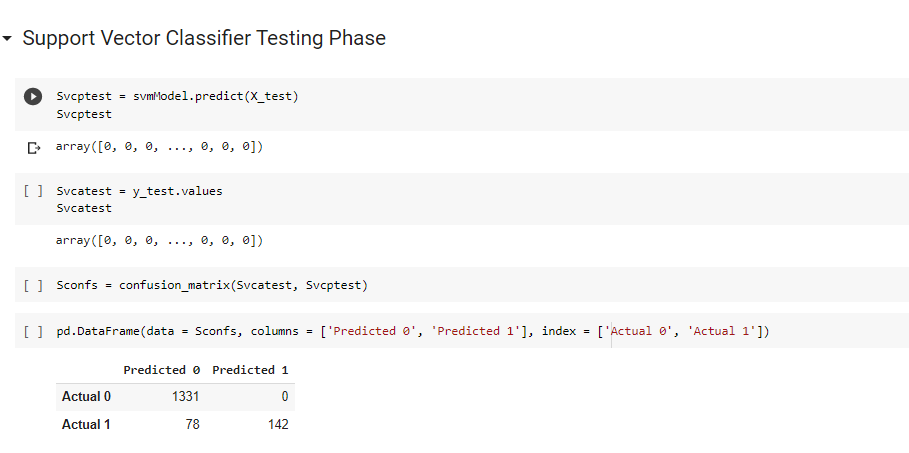 Support Vector Classifier Testing Phase
Svcptest = svmModel.predict(X_test)
Svcptest
array([0, 0, 0, ..., 0, 0, 0])
[ ] Svcatest = y_test.values
Svcatest
array([0, 0, 0, ..., 0, 0, 0])
[ ] Sconfs = confusion_matrix(Svcatest, Svcptest)
[ ] pd.DataFrame(data = Sconfs, columns = ['Predicted 0', 'Predicted 1'], index = ['Actual 0', 'Actual 1'])
Predicted 0 Predicted 1
Actual 0 1331 0
Actual 1 78 142